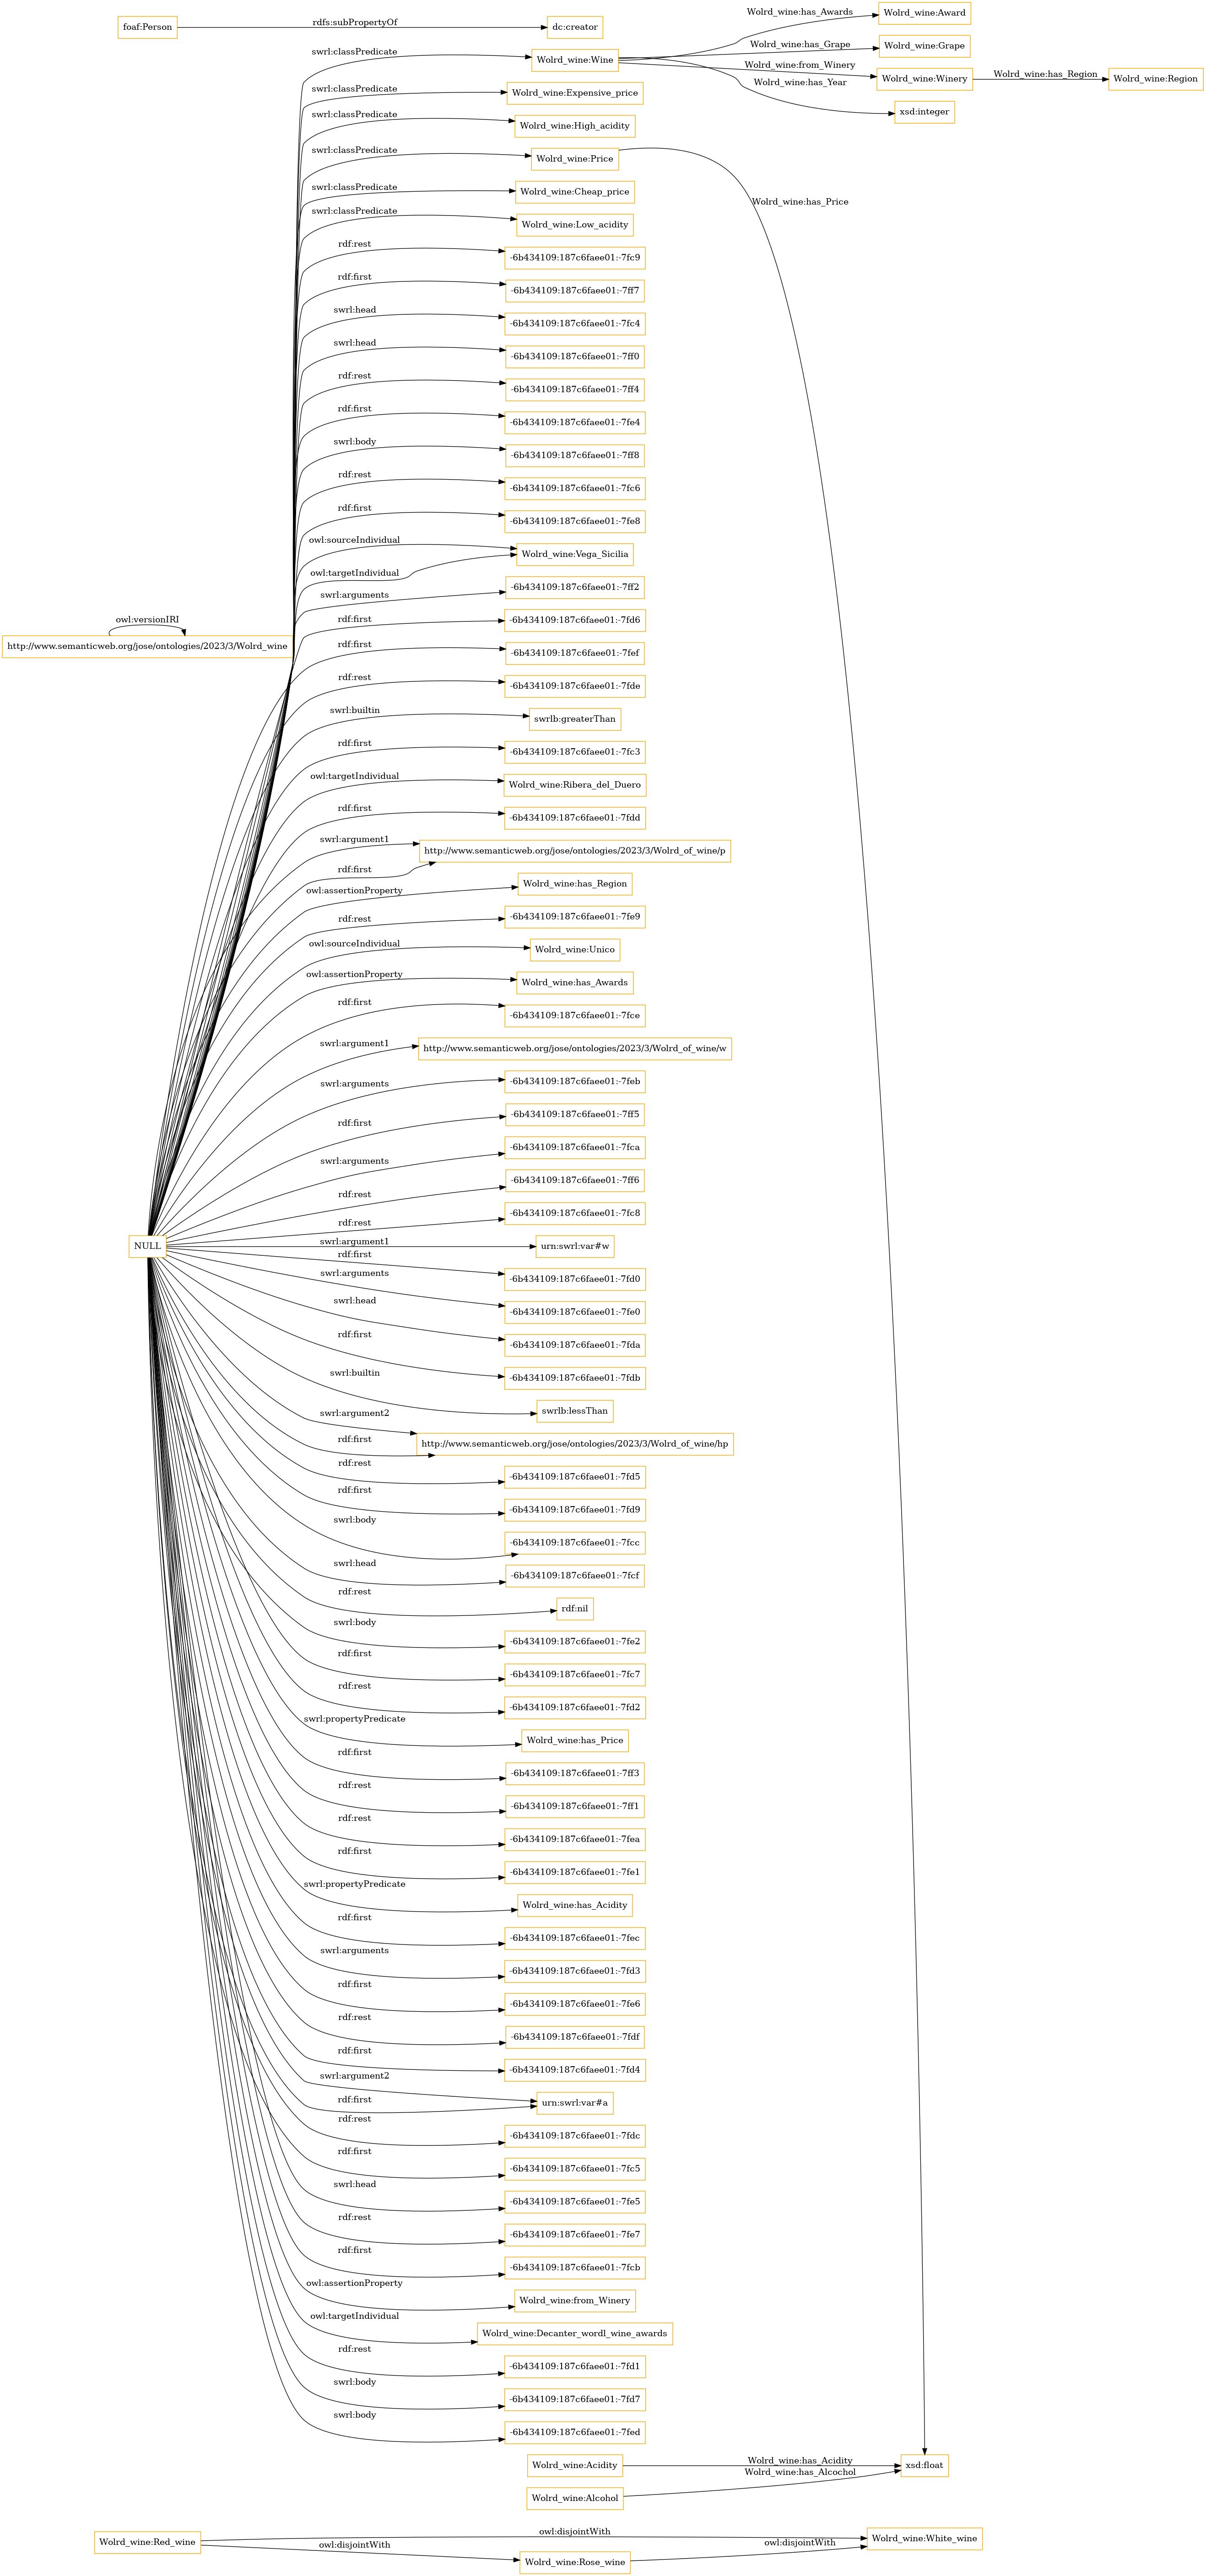 foaf:Person
rdfs:subPropertyOf
dc:creator
Wolrd_wine:has_Awards
Wolrd_wine:Award
swrl:classPredicate
Wolrd_wine:Wine
Wolrd_wine:has_Grape
Wolrd_wine:Grape
Wolrd_wine:from_Winery
Wolrd_wine:Winery
Wolrd_wine:has_Region
Wolrd_wine:Region
Wolrd_wine:has_Year
xsd:integer
swrl:classPredicate
Wolrd_wine:Expensive_price
swrl:classPredicate
Wolrd_wine:High_acidity
swrl:classPredicate
Wolrd_wine:Price
Wolrd_wine:has_Price
swrl:classPredicate
Wolrd_wine:Cheap_price
swrl:classPredicate
Wolrd_wine:Low_acidity
rdf:rest
-6b434109:187c6faee01:-7fc9
rdf:first
-6b434109:187c6faee01:-7ff7
swrl:head
-6b434109:187c6faee01:-7fc4
swrl:head
-6b434109:187c6faee01:-7ff0
rdf:rest
-6b434109:187c6faee01:-7ff4
rdf:first
-6b434109:187c6faee01:-7fe4
swrl:body
-6b434109:187c6faee01:-7ff8
rdf:rest
-6b434109:187c6faee01:-7fc6
rdf:first
-6b434109:187c6faee01:-7fe8
owl:sourceIndividual
Wolrd_wine:Vega_Sicilia
owl:targetIndividual
swrl:arguments
-6b434109:187c6faee01:-7ff2
owl:versionIRI
http://www.semanticweb.org/jose/ontologies/2023/3/Wolrd_wine
rdf:first
-6b434109:187c6faee01:-7fd6
rdf:first
-6b434109:187c6faee01:-7fef
rdf:rest
-6b434109:187c6faee01:-7fde
swrl:builtin
swrlb:greaterThan
rdf:first
-6b434109:187c6faee01:-7fc3
owl:targetIndividual
Wolrd_wine:Ribera_del_Duero
rdf:first
-6b434109:187c6faee01:-7fdd
swrl:argument1
http://www.semanticweb.org/jose/ontologies/2023/3/Wolrd_of_wine/p
rdf:first
owl:assertionProperty
Wolrd_wine:has_Region
rdf:rest
-6b434109:187c6faee01:-7fe9
owl:sourceIndividual
Wolrd_wine:Unico
owl:assertionProperty
Wolrd_wine:has_Awards
rdf:first
-6b434109:187c6faee01:-7fce
swrl:argument1
http://www.semanticweb.org/jose/ontologies/2023/3/Wolrd_of_wine/w
swrl:arguments
-6b434109:187c6faee01:-7feb
rdf:first
-6b434109:187c6faee01:-7ff5
swrl:arguments
-6b434109:187c6faee01:-7fca
rdf:rest
-6b434109:187c6faee01:-7ff6
rdf:rest
-6b434109:187c6faee01:-7fc8
NULL
swrl:argument1
urn:swrl:var#w
rdf:first
-6b434109:187c6faee01:-7fd0
swrl:arguments
-6b434109:187c6faee01:-7fe0
swrl:head
-6b434109:187c6faee01:-7fda
rdf:first
-6b434109:187c6faee01:-7fdb
swrl:builtin
swrlb:lessThan
swrl:argument2
http://www.semanticweb.org/jose/ontologies/2023/3/Wolrd_of_wine/hp
rdf:first
rdf:rest
-6b434109:187c6faee01:-7fd5
rdf:first
-6b434109:187c6faee01:-7fd9
swrl:body
-6b434109:187c6faee01:-7fcc
swrl:head
-6b434109:187c6faee01:-7fcf
rdf:rest
rdf:nil
swrl:body
-6b434109:187c6faee01:-7fe2
rdf:first
-6b434109:187c6faee01:-7fc7
rdf:rest
-6b434109:187c6faee01:-7fd2
swrl:propertyPredicate
Wolrd_wine:has_Price
rdf:first
-6b434109:187c6faee01:-7ff3
rdf:rest
-6b434109:187c6faee01:-7ff1
rdf:rest
-6b434109:187c6faee01:-7fea
rdf:first
-6b434109:187c6faee01:-7fe1
swrl:propertyPredicate
Wolrd_wine:has_Acidity
rdf:first
-6b434109:187c6faee01:-7fec
swrl:arguments
-6b434109:187c6faee01:-7fd3
rdf:first
-6b434109:187c6faee01:-7fe6
rdf:rest
-6b434109:187c6faee01:-7fdf
rdf:first
-6b434109:187c6faee01:-7fd4
swrl:argument2
urn:swrl:var#a
rdf:first
rdf:rest
-6b434109:187c6faee01:-7fdc
rdf:first
-6b434109:187c6faee01:-7fc5
swrl:head
-6b434109:187c6faee01:-7fe5
rdf:rest
-6b434109:187c6faee01:-7fe7
rdf:first
-6b434109:187c6faee01:-7fcb
owl:assertionProperty
Wolrd_wine:from_Winery
owl:targetIndividual
Wolrd_wine:Decanter_wordl_wine_awards
rdf:rest
-6b434109:187c6faee01:-7fd1
swrl:body
-6b434109:187c6faee01:-7fd7
swrl:body
-6b434109:187c6faee01:-7fed
Wolrd_wine:Acidity
Wolrd_wine:has_Acidity
xsd:float
Wolrd_wine:Alcohol
Wolrd_wine:has_Alcochol
Wolrd_wine:Red_wine
owl:disjointWith
Wolrd_wine:White_wine
owl:disjointWith
Wolrd_wine:Rose_wine
owl:disjointWith